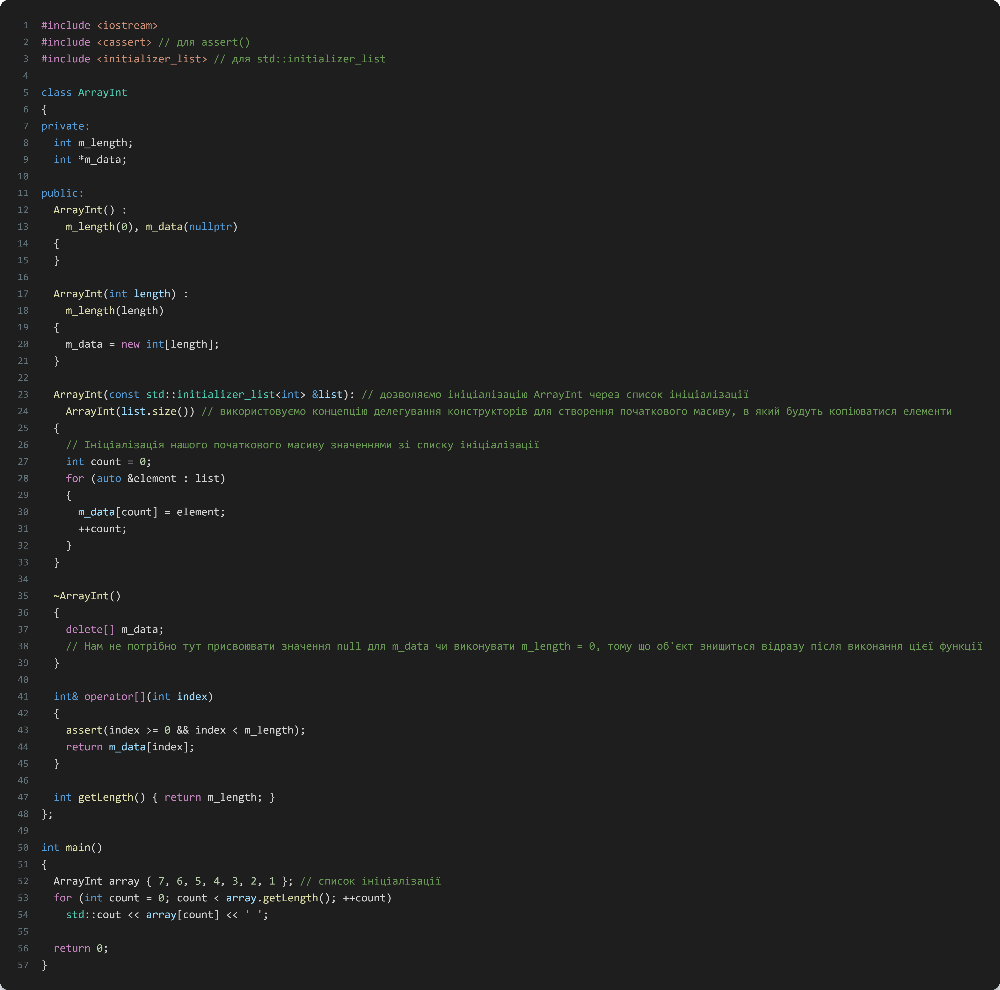 1 #include <iostream>
2 #include <cassert> // для assert()
3 #include <initializer_list> // для std::initializer_list
4
5 class ArrayInt
6 {
7 private:
8   int m_length;
9   int *m_data;
10
11 public:
12   ArrayInt() :
13     m_length(0), m_data(nullptr)
14   {
15   }
16
17   ArrayInt(int length) :
18     m_length(length)
19   {
20     m_data = new int[length];
21   }
22
23   ArrayInt(const std::initializer_list<int> &list): // дозволяємо ініціалізацію ArrayInt через список ініціалізації
24     ArrayInt(list.size()) // використовуємо концепцію делегування конструкторів для створення початкового масиву, в який будуть копіюватися елементи
25   {
26     // Ініціалізація нашого початкового масиву значеннями зі списку ініціалізації
27     int count = 0;
28     for (auto &element : list)
29     {
30       m_data[count] = element;
31       ++count;
32     }
33   }
34
35   ~ArrayInt()
36   {
37     delete[] m_data;
38     // Нам не потрібно тут присвоювати значення null для m_data чи виконувати m_length = 0, тому що об'єкт знищиться відразу після виконання цієї функції
39   }
40
41   int& operator[](int index)
42   {
43     assert(index >= 0 && index < m_length);
44     return m_data[index];
45   }
46
47   int getLength() { return m_length; }
48 };
49
50 int main()
51 {
52   ArrayInt array { 7, 6, 5, 4, 3, 2, 1 }; // список ініціалізації
53   for (int count = 0; count < array.getLength(); ++count)
54     std::cout << array[count] << ' ';
55
56   return 0;
57 }